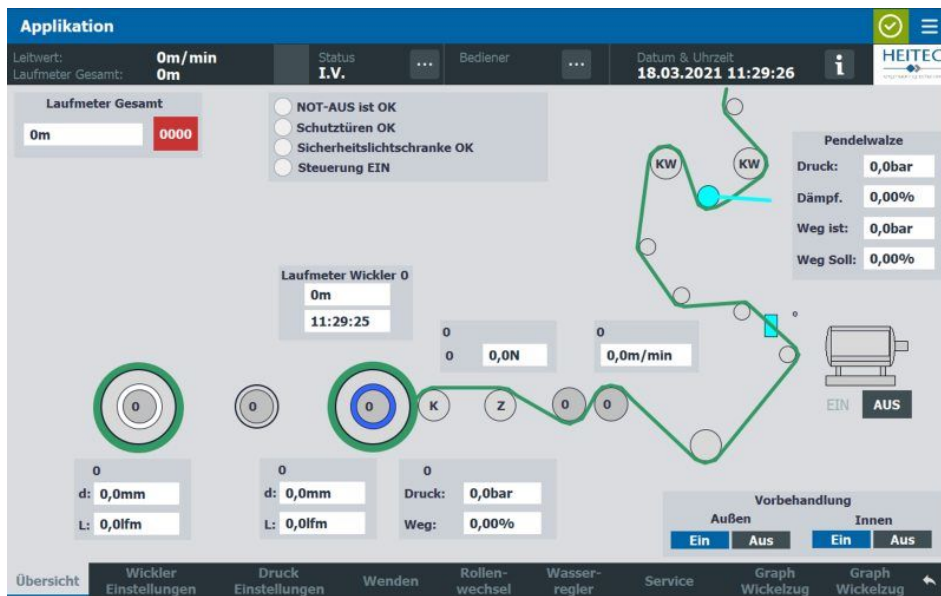 Applikation
Leitwert: 0m/min
Laufmeter Gesamt: 0m
Status
I.V.
...
Bediener
...
Datum & Uhrzeit
18.03.2021 11:29:26
i
HEITEC
Laufmeter Gesamt
0m 0000
NOT-AUS ist OK
Schutztüren OK
Sicherheitslichtschranke OK
Steuerung EIN
KW KW
Pendelwalze
Druck: 0,0bar
Dämpf. 0,00%
Weg ist: 0,0bar
Weg Soll: 0,00%
Laufmeter Wickler 0
0m
11:29:25
0
0 0,0N
0
0,0m/min
°
EIN AUS
0 0 0 K Z 0 0
0
d: 0,0mm
L: 0,0lfm
0
d: 0,0mm
L: 0,0lfm
0
Druck: 0,0bar
Weg: 0,00%
Vorbehandlung
Außen Innen
Ein Aus Ein Aus
Übersicht
Wickler
Einstellungen
Druck
Einstellungen
Wenden
Rollen-
wechsel
Wasser-
regler
Service
Graph
Wickelzug
Graph
Wickelzug